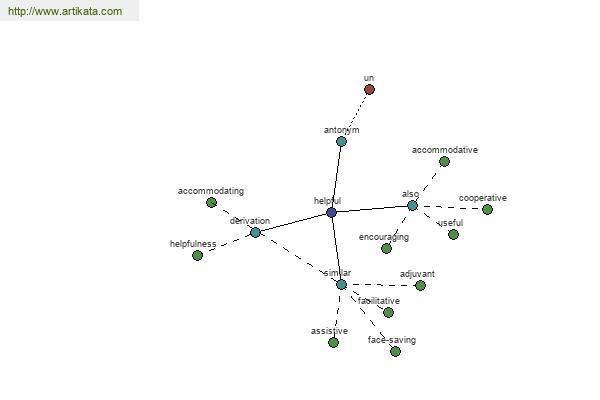 http://www.artikata.com
un
antonym
accommodative
accommodating
helpful
also
cooperative
derivation
useful
helpfulness
encouraging
similar
adjuvant
facilitative
assistive
face-saving